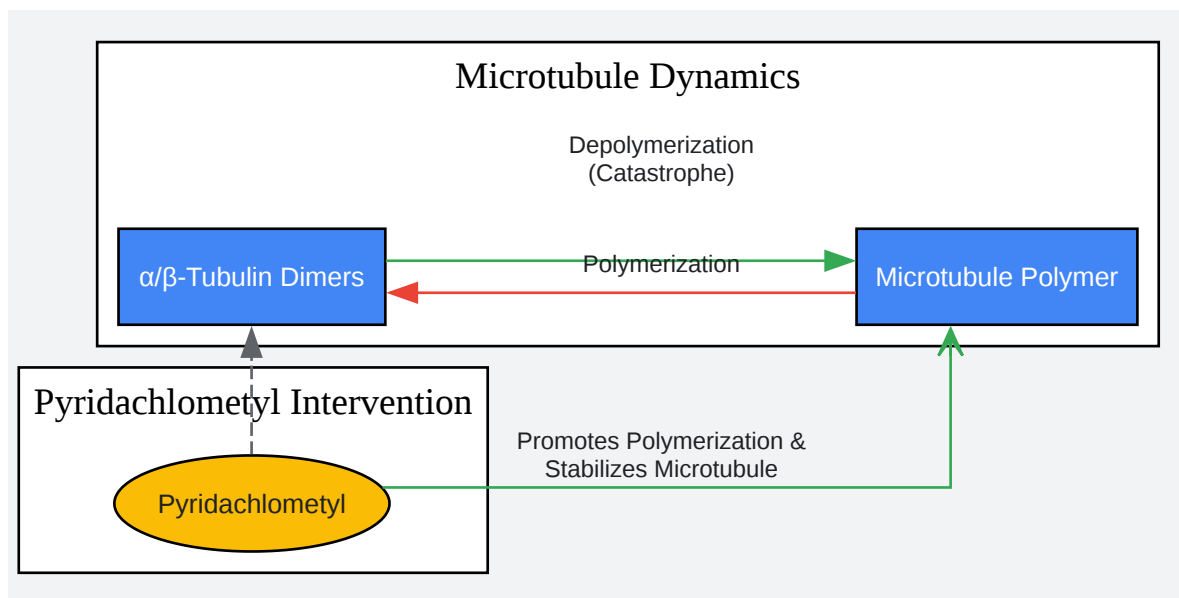 Microtubule Dynamics
Depolymerization
(Catastrophe)
α/β-Tubulin Dimers
Polymerization
Microtubule Polymer
Pyridachlometyl Intervention
Promotes Polymerization &
Stabilizes Microtubule
Pyridachlometyl